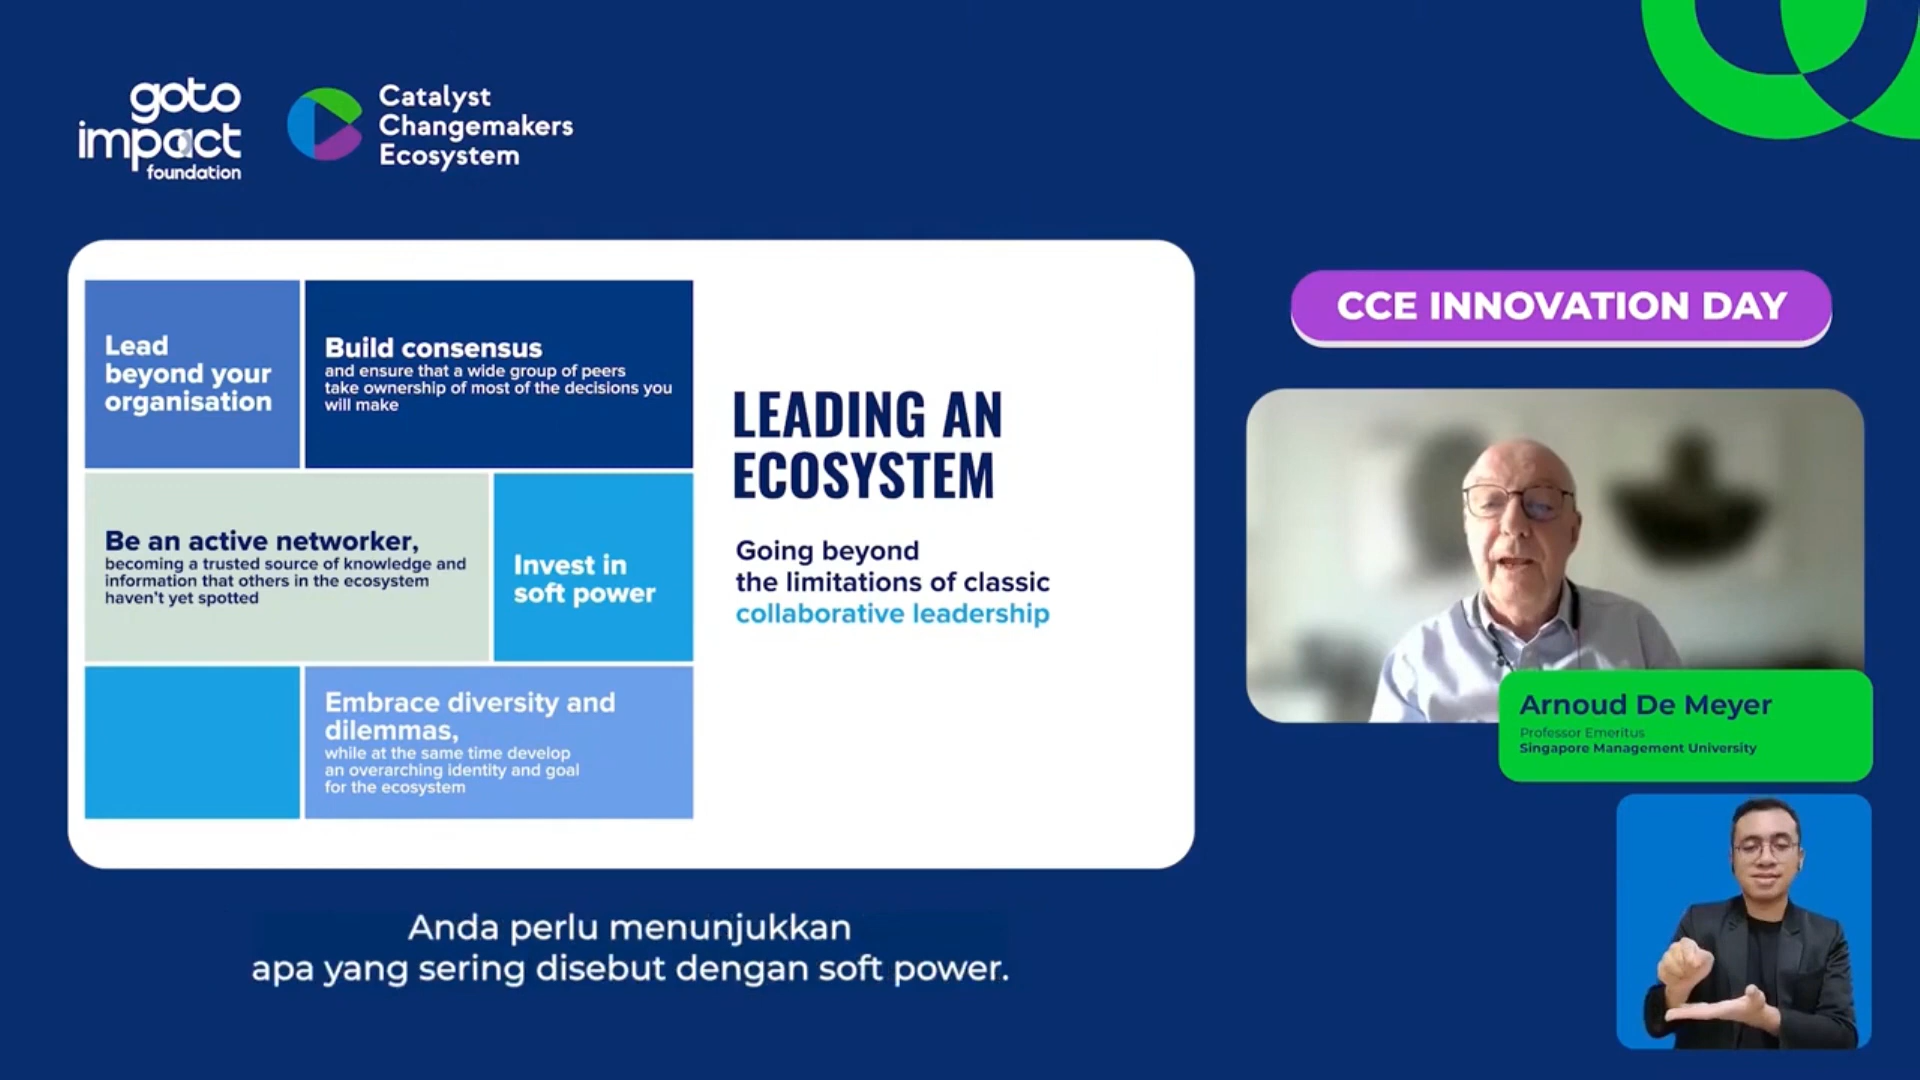 goto
impact
foundation
Catalyst
Changemakers
Ecosystem
Lead
beyond your
organisation
Build consensus
and ensure that a wide group of peers
take ownership of most of the decisions you
will make
Be an active networker,
becoming a trusted source of knowledge and
information that others in the ecosystem
haven't yet spotted
Invest in
soft power
Embrace diversity and
dilemmas,
while at the same time develop
an overarching identity and goal
for the ecosystem
LEADING AN
ECOSYSTEM
Going beyond
the limitations of classic
collaborative leadership
CCE INNOVATION DAY
Arnoud De Meyer
Professor Emeritus
Singapore Management University
Anda perlu menunjukkan
apa yang sering disebut dengan soft power.